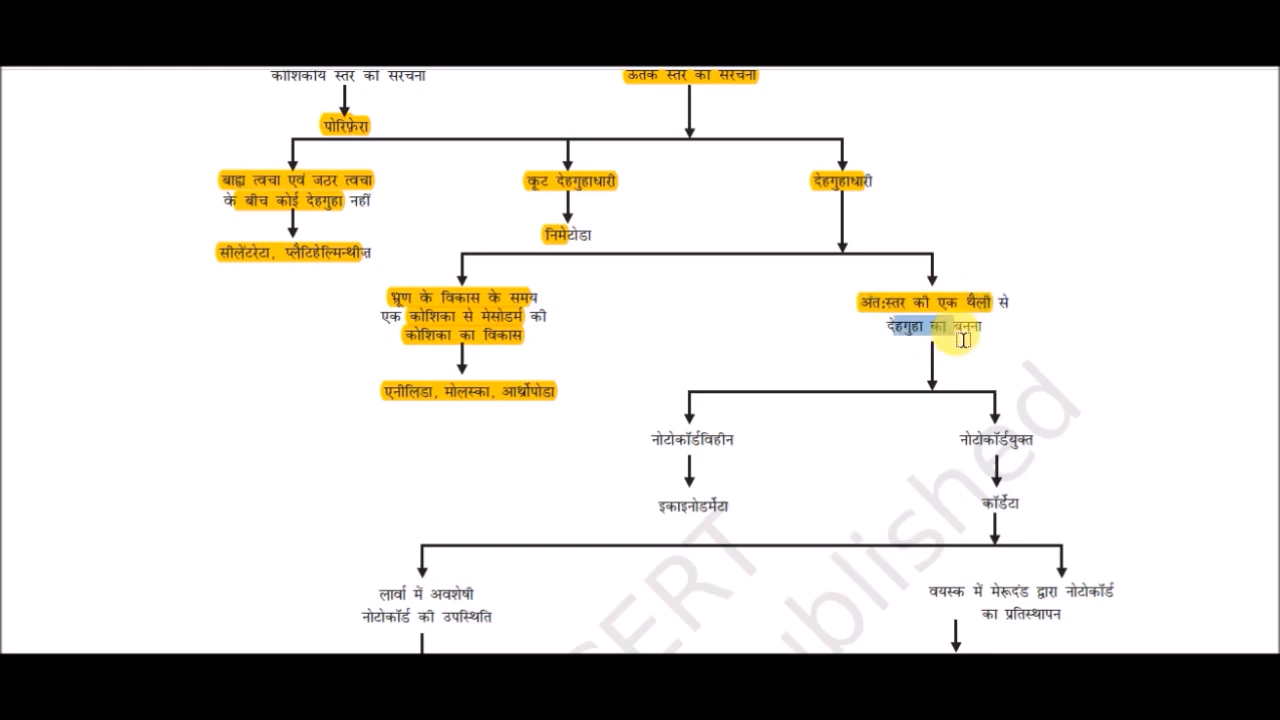 कोशिकीय स्तर की संरचना
ऊतक स्तर की संरचना
पोरिफ़ेरा
बाह्य त्वचा एवं जठर त्वचा
के बीच कोई देहगुहा नहीं
कूट देहगुहाधारी
देहगुहाधारी
निमेटोडा
सीलेंटरेटा, प्लैटिहेल्मिन्थीज़
भ्रूण के विकास के समय
एक कोशिका से मेसोडर्म की
कोशिका का विकास
अंत:स्तर की एक थैली से
देहगुहा का बनना
एनीलिडा, मोलस्का, आर्थ्रोपोडा
नोटोकॉर्डविहीन
नोटोकॉर्डयुक्त
इकाइनोडर्मेटा
कॉर्डेटा
लार्वा में अवशेषी
नोटोकॉर्ड की उपस्थिति
वयस्क में मेरूदंड द्वारा नोटोकॉर्ड
का प्रतिस्थापन